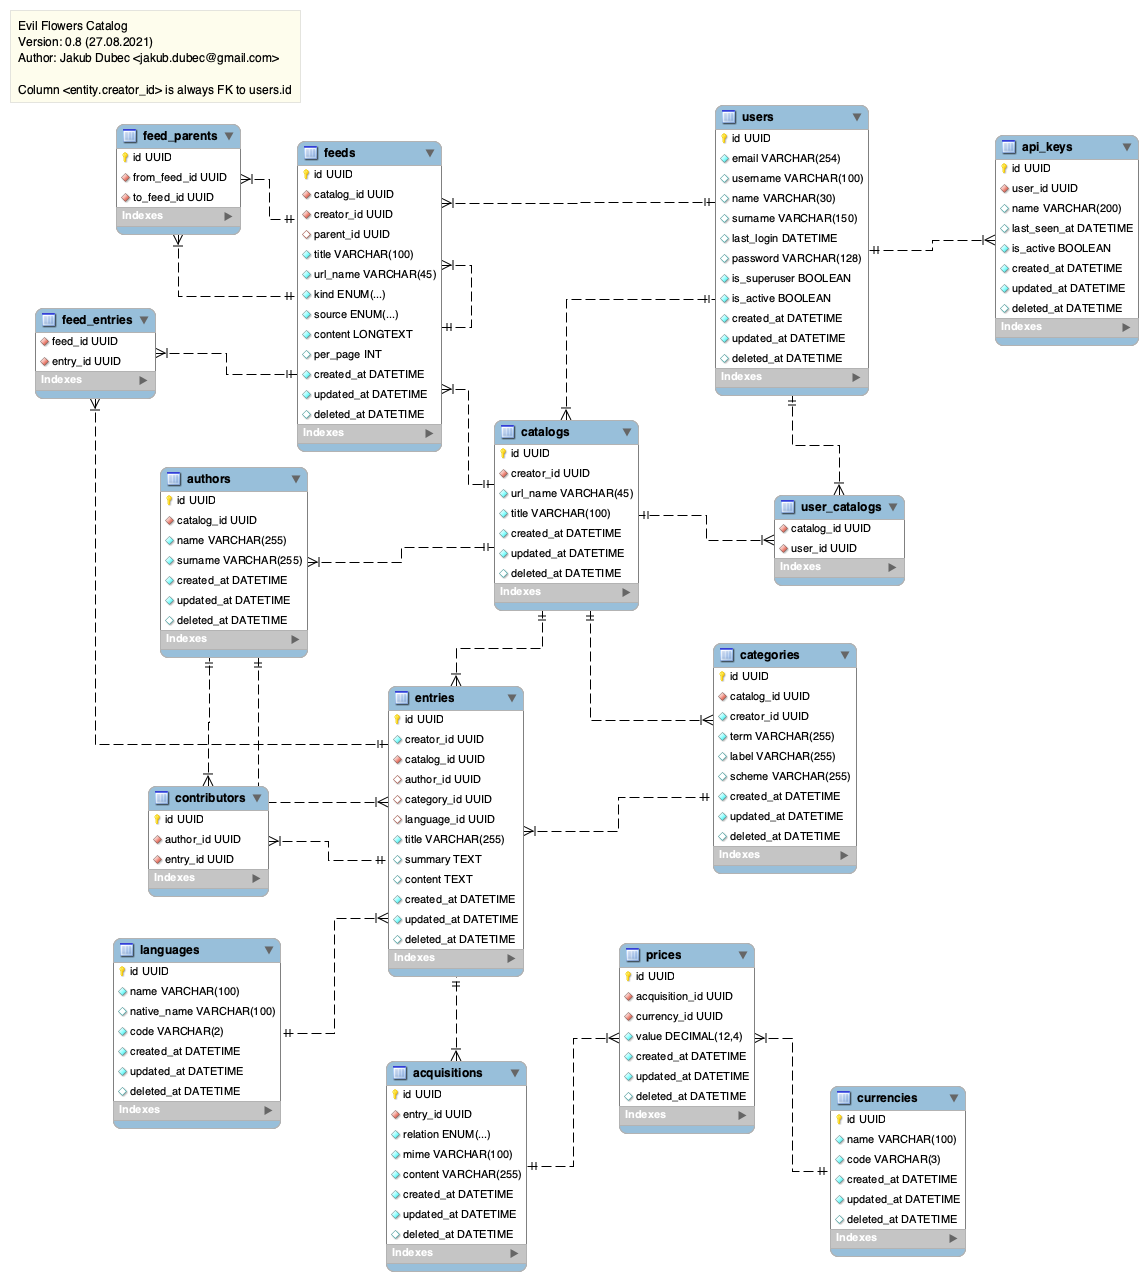 Evil Flowers Catalog
Version: 0.8 (27.08.2021)
Author: Jakub Dubec <jakub.dubec@gmail.com>
Column <entity.creator_id> is always FK to users.id
feed_parents
id UUID
from_feed_id UUID
to_feed_id UUID
Indexes
feeds
id UUID
catalog_id UUID
creator_id UUID
parent_id UUID
title VARCHAR(100)
url_name VARCHAR(45)
kind ENUM(...)
source ENUM(...)
content LONGTEXT
per_page INT
created_at DATETIME
updated_at DATETIME
deleted_at DATETIME
Indexes
users
id UUID
email VARCHAR(254)
username VARCHAR(100)
name VARCHAR(30)
surname VARCHAR(150)
last_login DATETIME
password VARCHAR(128)
is_superuser BOOLEAN
is_active BOOLEAN
created_at DATETIME
updated_at DATETIME
deleted_at DATETIME
Indexes
api_keys
id UUID
user_id UUID
name VARCHAR(200)
last_seen_at DATETIME
is_active BOOLEAN
created_at DATETIME
updated_at DATETIME
deleted_at DATETIME
Indexes
feed_entries
feed_id UUID
entry_id UUID
Indexes
catalogs
id UUID
creator_id UUID
url_name VARCHAR(45)
title VARCHAR(100)
created_at DATETIME
updated_at DATETIME
deleted_at DATETIME
Indexes
authors
id UUID
catalog_id UUID
name VARCHAR(255)
surname VARCHAR(255)
created_at DATETIME
updated_at DATETIME
deleted_at DATETIME
Indexes
user_catalogs
catalog_id UUID
user_id UUID
Indexes
categories
id UUID
catalog_id UUID
creator_id UUID
term VARCHAR(255)
label VARCHAR(255)
scheme VARCHAR(255)
created_at DATETIME
updated_at DATETIME
deleted_at DATETIME
Indexes
entries
id UUID
creator_id UUID
catalog_id UUID
author_id UUID
category_id UUID
language_id UUID
title VARCHAR(255)
summary TEXT
content TEXT
created_at DATETIME
updated_at DATETIME
deleted_at DATETIME
Indexes
contributors
id UUID
author_id UUID
entry_id UUID
Indexes
languages
id UUID
name VARCHAR(100)
native_name VARCHAR(100)
code VARCHAR(2)
created_at DATETIME
updated_at DATETIME
deleted_at DATETIME
Indexes
prices
id UUID
acquisition_id UUID
currency_id UUID
value DECIMAL(12,4)
created_at DATETIME
updated_at DATETIME
deleted_at DATETIME
Indexes
acquisitions
id UUID
entry_id UUID
relation ENUM(...)
mime VARCHAR(100)
content VARCHAR(255)
created_at DATETIME
updated_at DATETIME
deleted_at DATETIME
Indexes
currencies
id UUID
name VARCHAR(100)
code VARCHAR(3)
created_at DATETIME
updated_at DATETIME
deleted_at DATETIME
Indexes